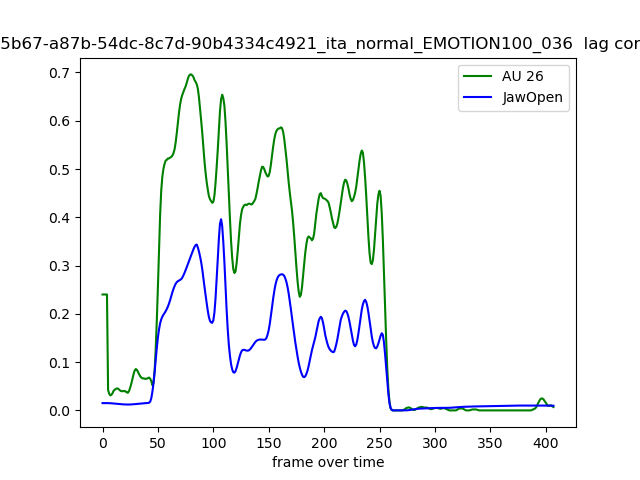 5b67-a87b-54dc-8c7d-90b4334c4921_ita_normal_EMOTION100_036 lag cor
0.7
0.6
0.5
0.4
0.3
0.2
0.1
0.0
AU 26
JawOpen
0 50 100 150 200 250 300 350 400
frame over time